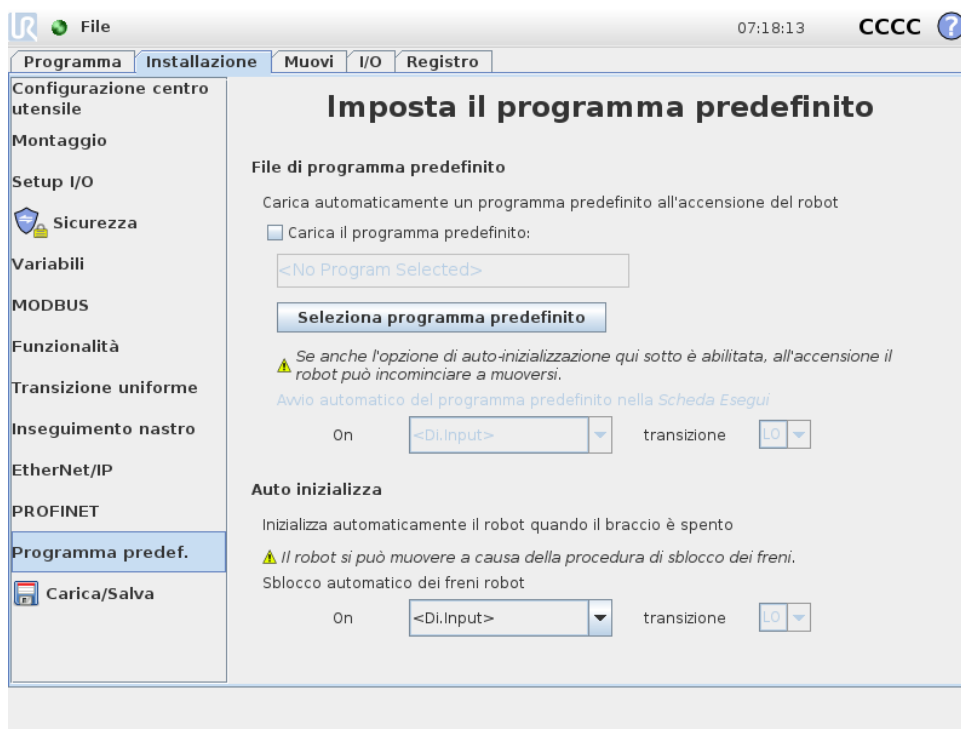 UR File 07:18:13 CCCC ?
Programma Installazione Muovi I/O Registro
Configurazione centro
utensile
Montaggio
Setup I/O
Sicurezza
Variabili
MODBUS
Funzionalità
Transizione uniforme
Inseguimento nastro
EtherNet/IP
PROFINET
Programma predef.
Carica/Salva
Imposta il programma predefinito
File di programma predefinito
Carica automaticamente un programma predefinito all'accensione del robot
Carica il programma predefinito:
<No Program Selected>
Seleziona programma predefinito
Se anche l'opzione di auto-inizializzazione qui sotto è abilitata, all'accensione il
robot può incominciare a muoversi.
Avvio automatico del programma predefinito nella Scheda Esegui
On <Di.Input> transizione LO
Auto inizializza
Inizializza automaticamente il robot quando il braccio è spento
Il robot si può muovere a causa della procedura di sblocco dei freni.
Sblocco automatico dei freni robot
On <Di.Input> transizione LO